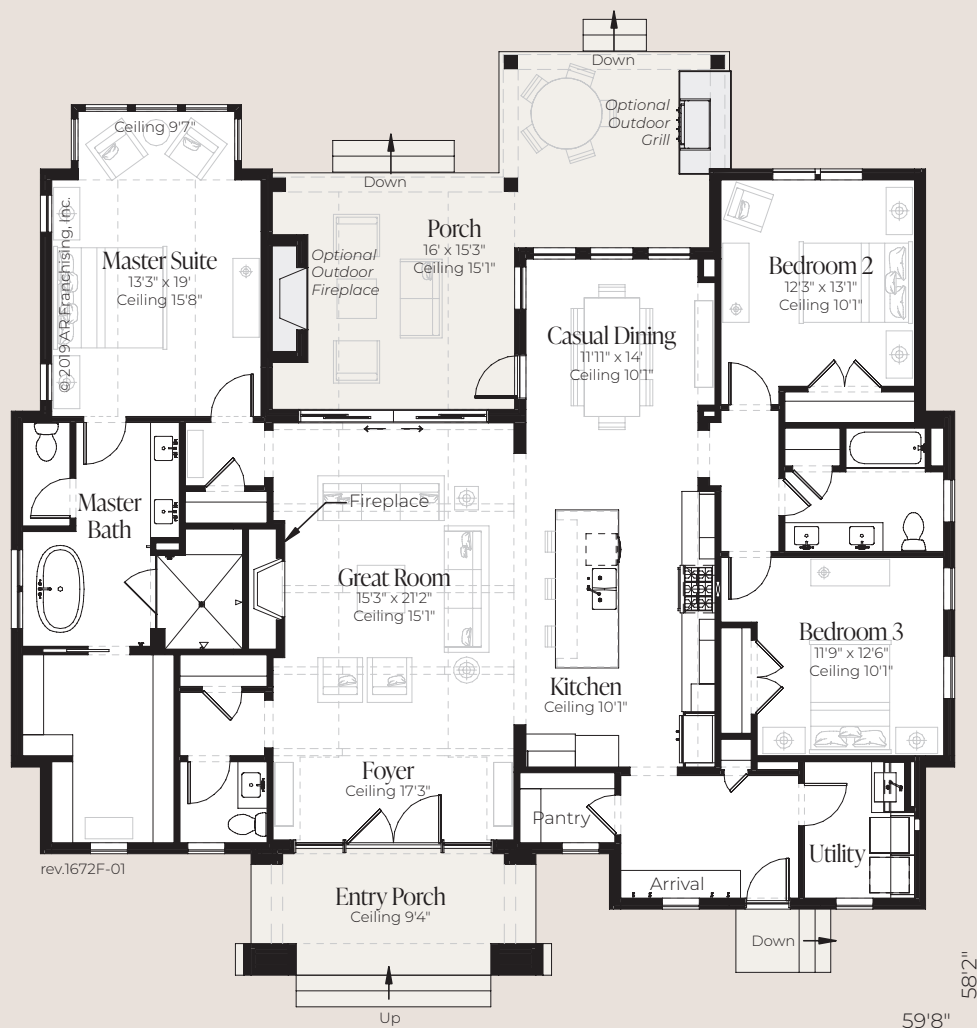 Down
Optional
Outdoor
Grill
Ceiling 9'7"
Down
Porch
16' x 15'3"
Ceiling 15'1"
Optional
Outdoor
Fireplace
© 2019 AR Franchising, Inc.
Master Suite
13'3" x 19'
Ceiling 15'8"
Bedroom 2
12'3" x 13'1"
Ceiling 10'1"
Casual Dining
11'11" x 14'
Ceiling 10'1"
Master
Bath
Fireplace
Great Room
15'3" x 21'2"
Ceiling 15'1"
Bedroom 3
11'9" x 12'6"
Ceiling 10'1"
Kitchen
Ceiling 10'1"
Foyer
Ceiling 17'3"
Pantry
Utility
rev.1672F-01
Arrival
Entry Porch
Ceiling 9'4"
Down
Up
58'2"
59'8"